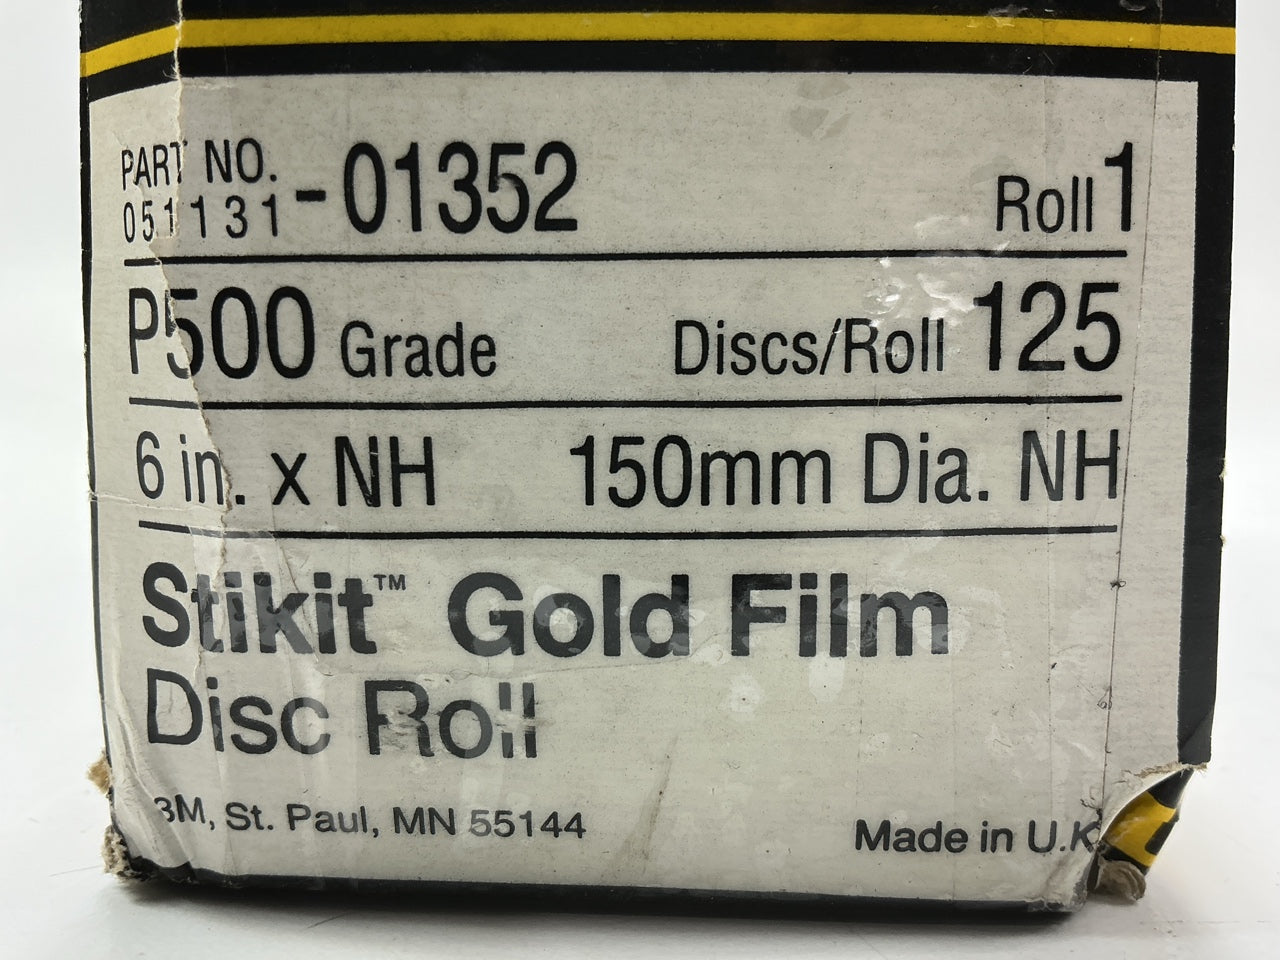 PART NO.
051131-01352 Roll 1
P500 Grade Discs/Roll 125
6 in. x NH 150mm Dia. NH
Stikit™ Gold Film
Disc Roll
3M, St. Paul, MN 55144
Made in U.K